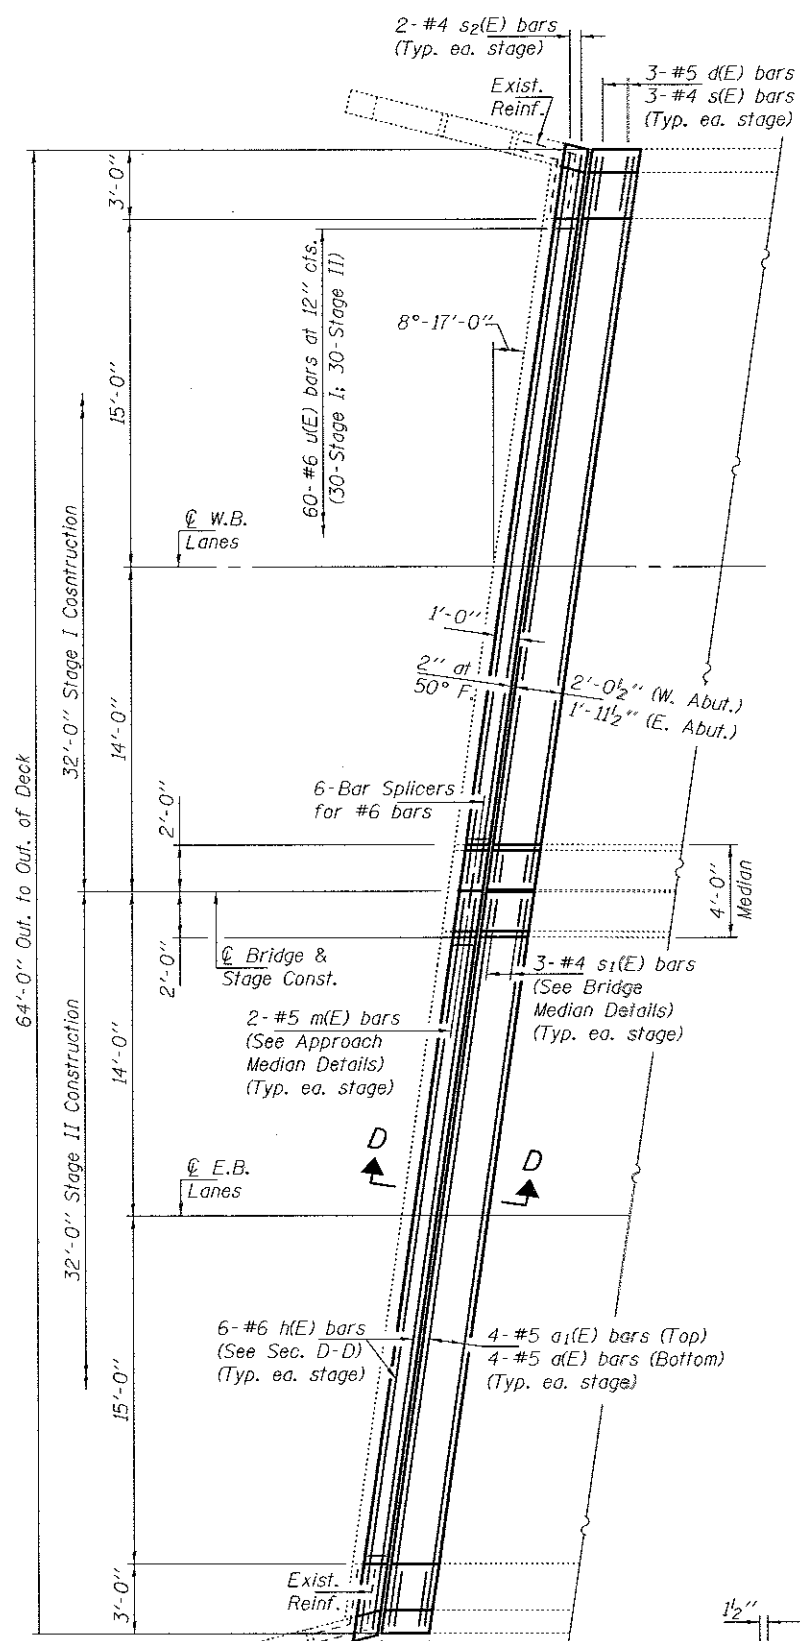 2-#4 s2(E) bars
(Typ. ea. stage)
3-#5 d(E) bars
3-#4 s(E) bars
(Typ. ea. stage)
Exist.
Reinf.
3'-0"
60-#6 u(E) bars at 12" cts.
(30-Stage I; 30-Stage II)
8°-17'-0"
15'-0"
℄ W.B.
Lanes
32'-0" Stage I Cosntruction
1'-0"
2" at
50° F.
2'-0½" (W. Abut.)
1'-11½" (E. Abut.)
14'-0"
64'-0" Out. to Out. of Deck
6-Bar Splicers
for #6 bars
2'-0"
4'-0"
Median
2'-0"
℄ Bridge &
Stage Const.
3-#4 s1(E) bars
(See Bridge
Median Details)
(Typ. ea. stage)
2-#5 m(E) bars
(See Approach
Median Details)
(Typ. ea. stage)
14'-0"
32'-0" Stage II Construction
D
D
℄ E.B.
Lanes
6-#6 h(E) bars
(See Sec. D-D)
(Typ. ea. stage)
4-#5 a1(E) bars (Top)
4-#5 a(E) bars (Bottom)
(Typ. ea. stage)
15'-0"
Exist.
Reinf.
3'-0"
1½"